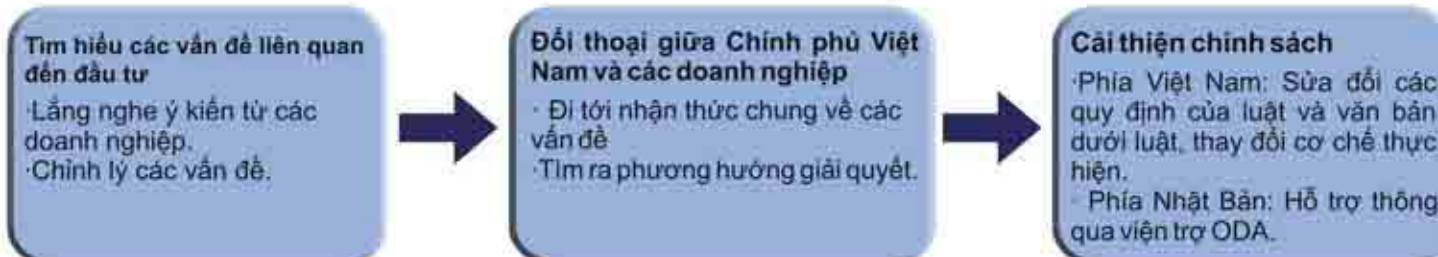 Tìm hiểu các vấn đề liên quan
đến đầu tư
·Lắng nghe ý kiến từ các
doanh nghiệp.
·Chỉnh lý các vấn đề.
Đối thoại giữa Chính phủ Việt
Nam và các doanh nghiệp
· Đi tới nhận thức chung về các
vấn đề
·Tìm ra phương hướng giải quyết.
Cải thiện chính sách
·Phía Việt Nam: Sửa đổi các
quy định của luật và văn bản
dưới luật, thay đổi cơ chế thực
hiện.
· Phía Nhật Bản: Hỗ trợ thông
qua viện trợ ODA.